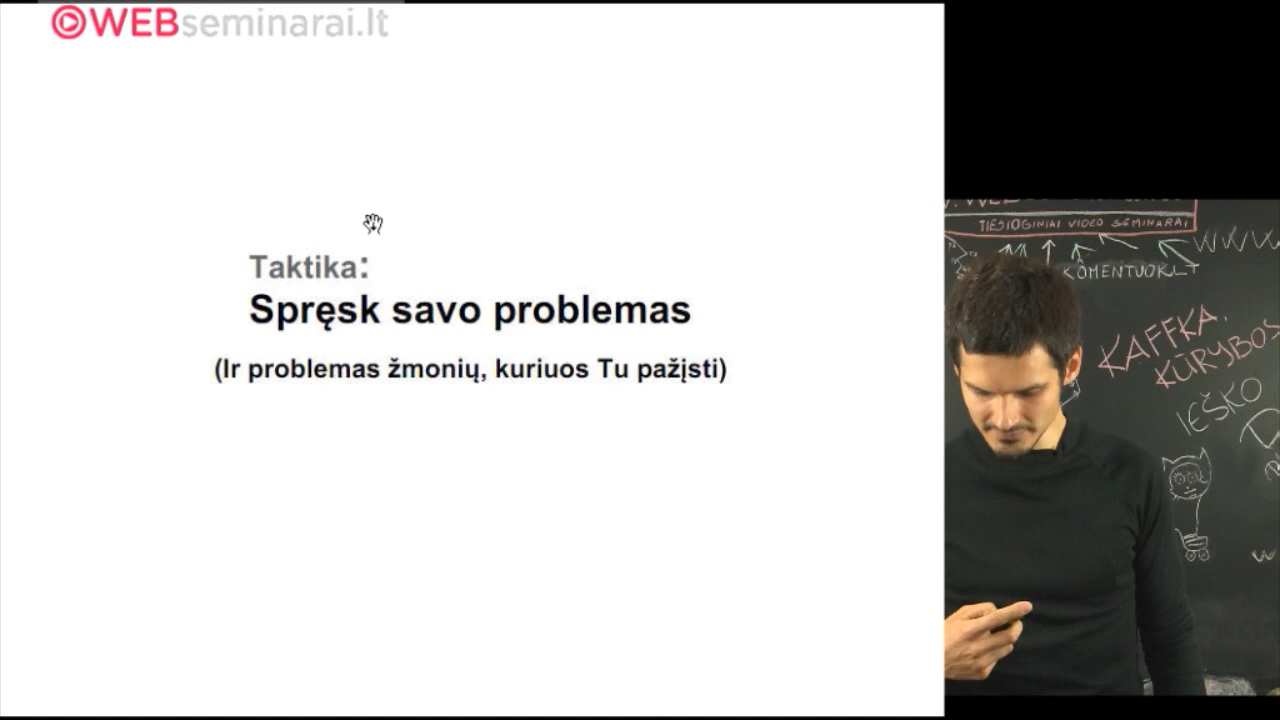 WEBseminarai.lt
Taktika:
Spręsk savo problemas
(Ir problemas žmonių, kuriuos Tu pažįsti)
TIESIOGINIAI VIDEO SEMINARAI
WWW
KOMENTUOK.LT
KAFFKA.
KŪRYBOS
IEŠKO